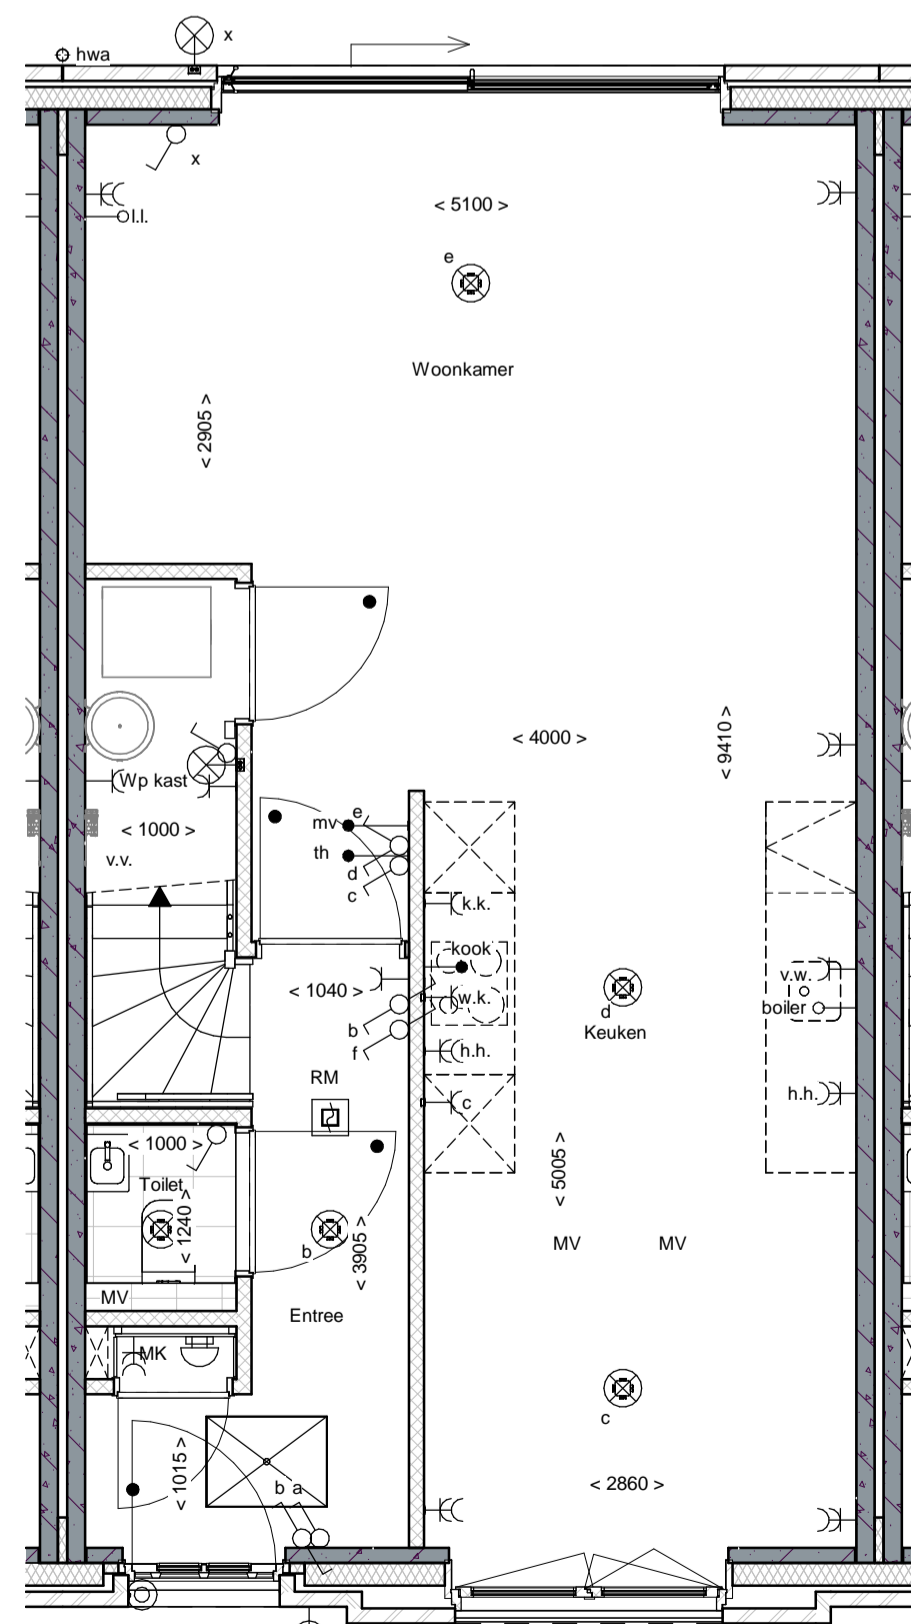 x
hwa
x
l.l.
< 5100 >
e
Woonkamer
< 2905 >
< 4000 >
< 9410 >
Wp kast
< 1000 >
v.v.
mv
e
th
d
c
k.k.
kook
w.k.
v.w.
boiler
< 1040 >
b
f
h.h.
d
Keuken
RM
c
h.h.
< 1000 >
Toilet
< 1240 >
b
< 3905 >
< 5005 >
MV
MV
MV
Entree
MK
c
< 1015 >
b a
< 2860 >